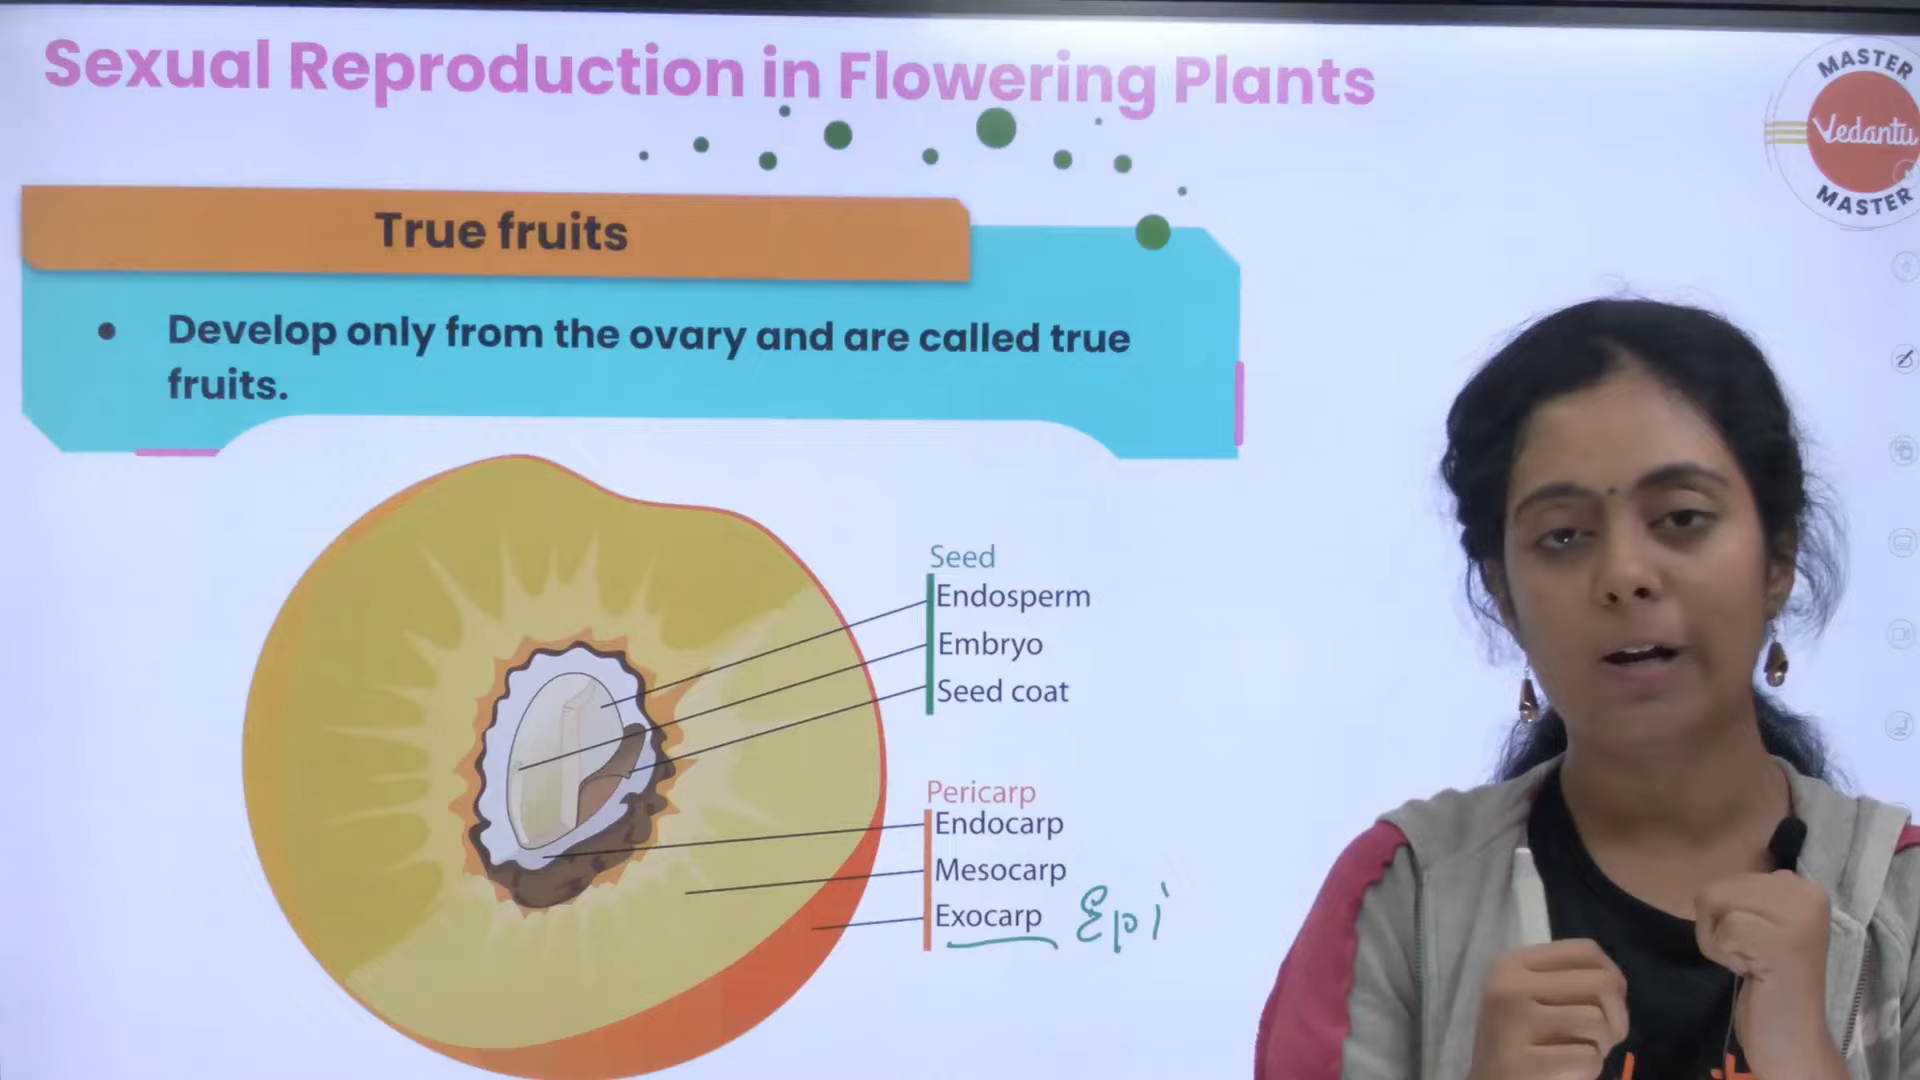 Sexual Reproduction in Flowering Plants
MASTER
Vedantu
MASTER
True fruits
• Develop only from the ovary and are called true
fruits.
Seed
Endosperm
Embryo
Seed coat
Pericarp
Endocarp
Mesocarp
Exocarp Epi